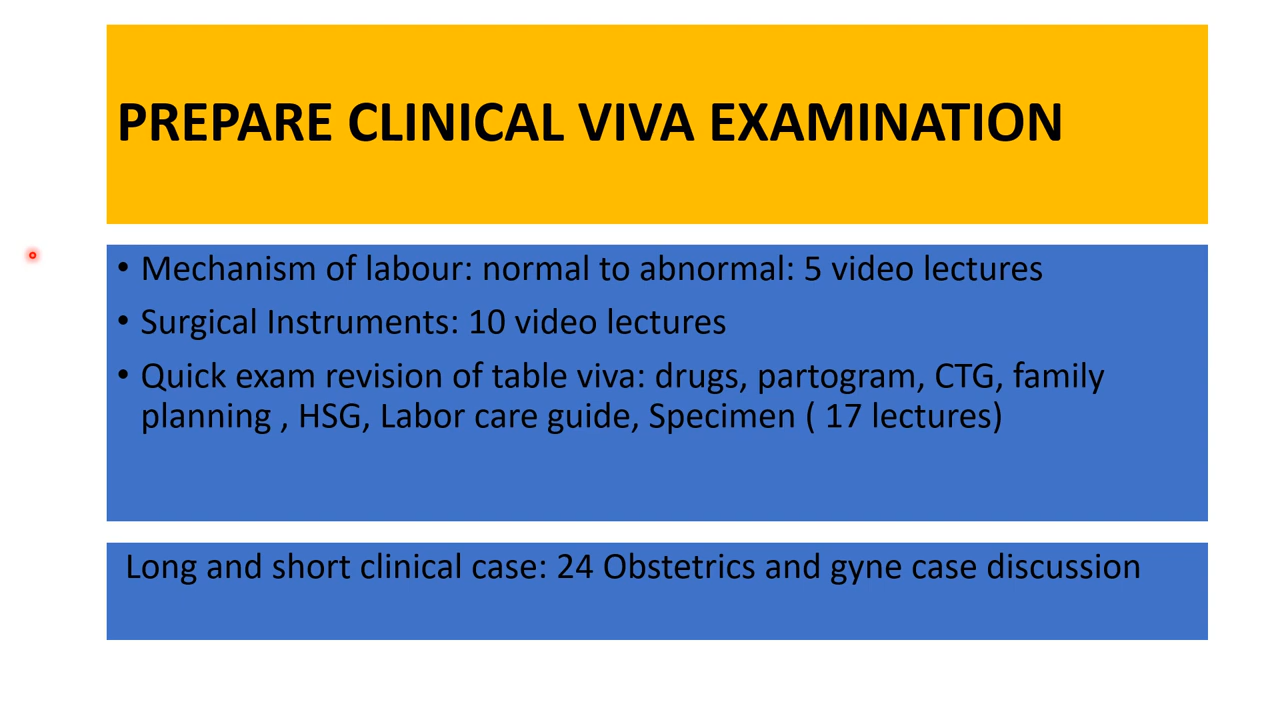 PREPARE CLINICAL VIVA EXAMINATION
• Mechanism of labour: normal to abnormal: 5 video lectures
• Surgical Instruments: 10 video lectures
• Quick exam revision of table viva: drugs, partogram, CTG, family
planning , HSG, Labor care guide, Specimen ( 17 lectures)
Long and short clinical case: 24 Obstetrics and gyne case discussion